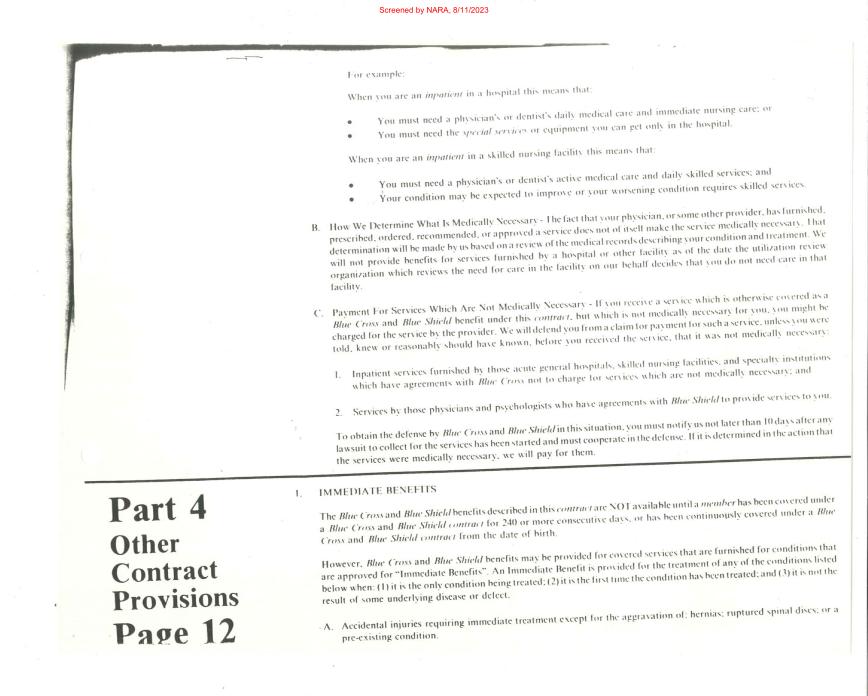 Screened by NARA, 8/11/2023
For example:
When you are an inpatient in a hospital this means that:
• You must need a physician's or dentist's daily medical care and immediate nursing care; or
• You must need the special services or equipment you can get only in the hospital.
When you are an inpatient in a skilled nursing facility this means that:
• You must need a physician's or dentist's active medical care and daily skilled services; and
• Your condition may be expected to improve or your worsening condition requires skilled services.
B. How We Determine What Is Medically Necessary - The fact that your physician, or some other provider, has furnished,
prescribed, ordered, recommended, or approved a service does not of itself make the service medically necessary. That
determination will be made by us based on a review of the medical records describing your condition and treatment. We
will not provide benefits for services furnished by a hospital or other facility as of the date the utilization review
organization which reviews the need for care in the facility on our behalf decides that you do not need care in that
facility.
C. Payment For Services Which Are Not Medically Necessary - If you receive a service which is otherwise covered as a
Blue Cross and Blue Shield benefit under this contract, but which is not medically necessary for you, you might be
charged for the service by the provider. We will defend you from a claim for payment for such a service, unless you were
told, knew or reasonably should have known, before you received the service, that it was not medically necessary:
1. Inpatient services furnished by those acute general hospitals, skilled nursing facilities, and specialty institutions
which have agreements with Blue Cross not to charge for services which are not medically necessary; and
2. Services by those physicians and psychologists who have agreements with Blue Shield to provide services to you.
To obtain the defense by Blue Cross and Blue Shield in this situation, you must notify us not later than 10 days after any
lawsuit to collect for the services has been started and must cooperate in the defense. If it is determined in the action that
the services were medically necessary, we will pay for them.
Part 4
Other
Contract
Provisions
Page 12
1. IMMEDIATE BENEFITS
The Blue Cross and Blue Shield benefits described in this contract are NOT available until a member has been covered under
a Blue Cross and Blue Shield contract for 240 or more consecutive days, or has been continuously covered under a Blue
Cross and Blue Shield contract from the date of birth.
However, Blue Cross and Blue Shield benefits may be provided for covered services that are furnished for conditions that
are approved for "Immediate Benefits". An Immediate Benefit is provided for the treatment of any of the conditions listed
below when: (1) it is the only condition being treated; (2) it is the first time the condition has been treated; and (3) it is not the
result of some underlying disease or defect.
A. Accidental injuries requiring immediate treatment except for the aggravation of; hernias; ruptured spinal discs; or a
pre-existing condition.